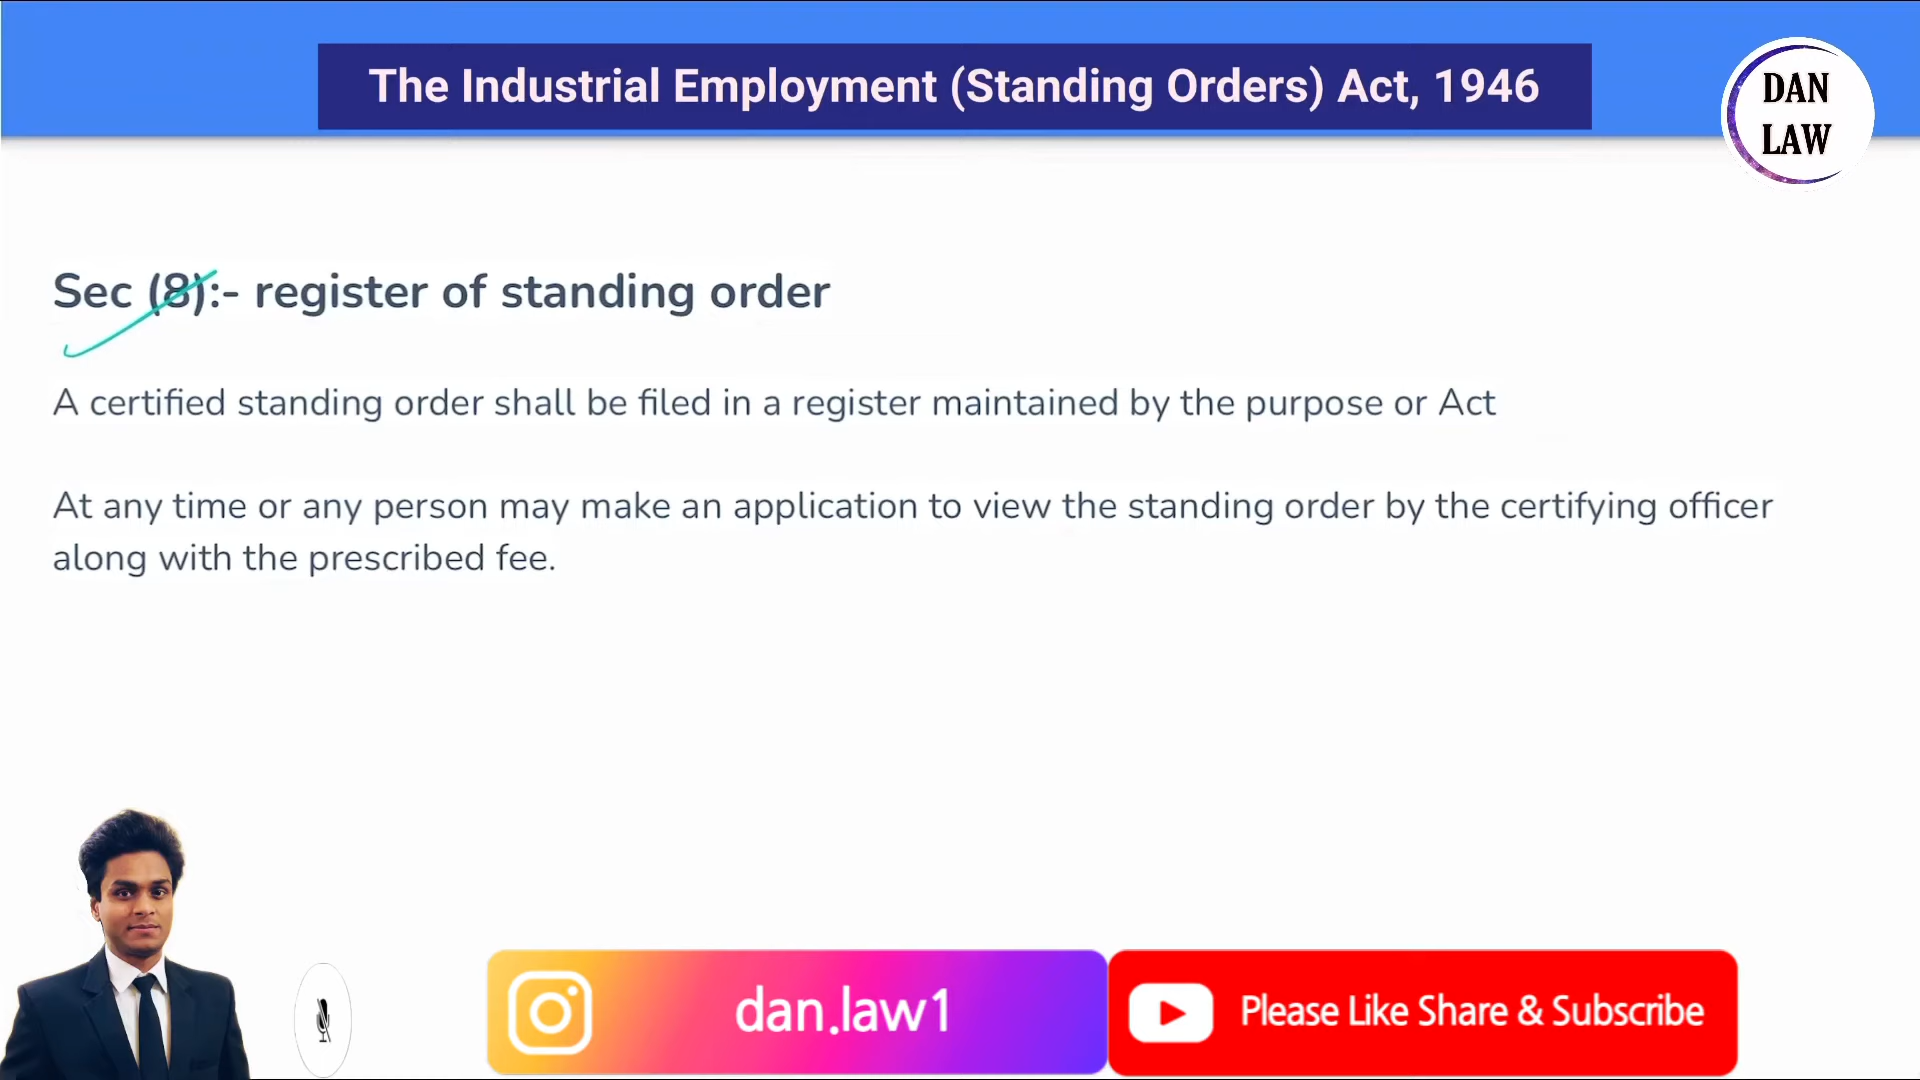 The Industrial Employment (Standing Orders) Act, 1946
DAN
LAW
Sec (8):- register of standing order
A certified standing order shall be filed in a register maintained by the purpose or Act
At any time or any person may make an application to view the standing order by the certifying officer
along with the prescribed fee.
dan.law1
Please Like Share & Subscribe